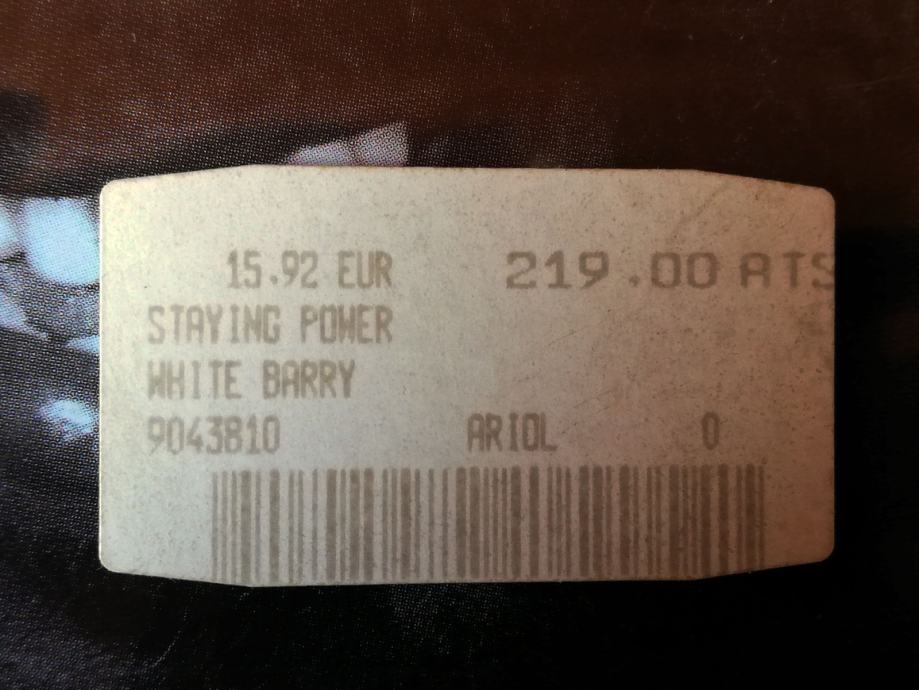 15.92 EUR 219.00 ATS
STAYING POWER
WHITE BARRY
9043810 ARIOL 0